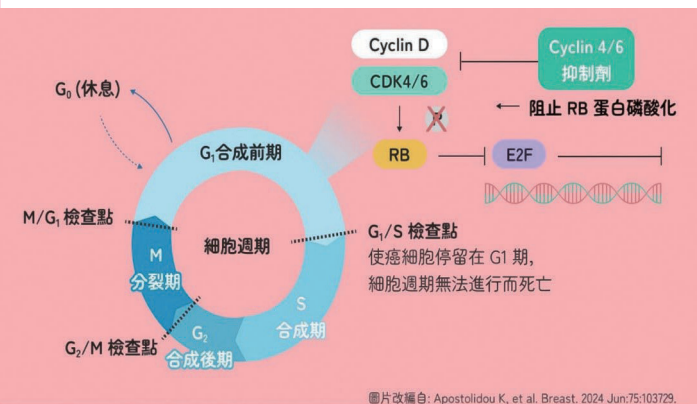 Cyclin D
CDK4/6
Cyclin 4/6
抑制劑
阻止 RB 蛋白磷酸化
P
RB
E2F
G₀ (休息)
G₁合成前期
M/G₁ 檢查點
細胞週期
G₁/S 檢查點
使癌細胞停留在 G1 期,
細胞週期無法進行而死亡
M
分裂期
S
合成期
G₂
合成後期
G₂/M 檢查點
圖片改編自: Apostolidou K, et al. Breast. 2024 Jun:75:103729.